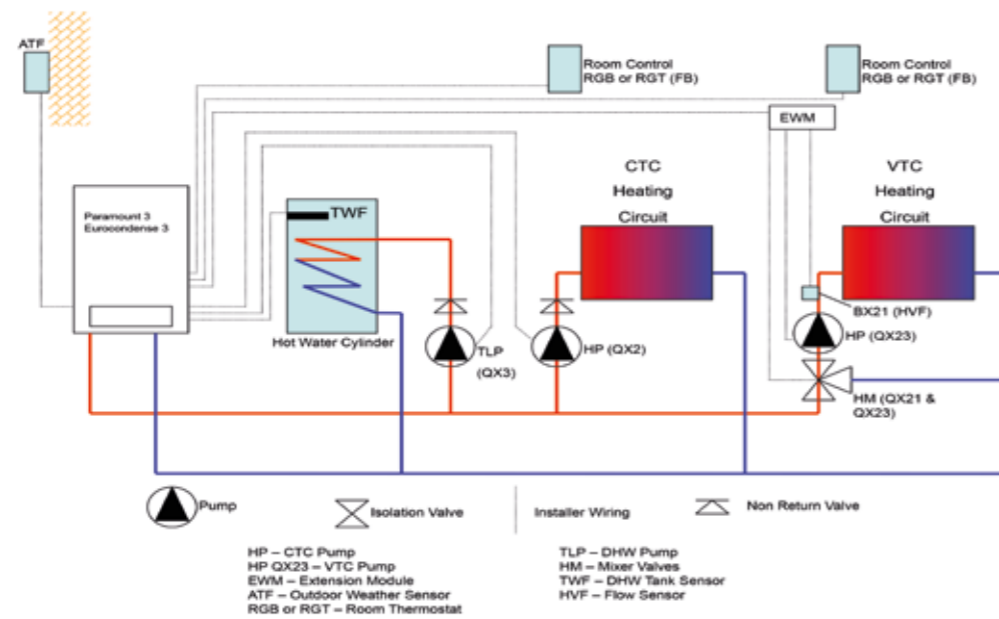 ATF
Room Control
RGB or RGT (FB)
Room Control
RGB or RGT (FB)
EWM
CTC
Heating
Circuit
VTC
Heating
Circuit
Paramount 3
Eurocondense 3
TWF
BX21 (HVF)
Hot Water Cylinder
TLP
(QX3)
HP (QX2)
HP (QX23)
HM (QX21 &
QX23)
Pump
Isolation Valve
Installer Wiring
Non Return Valve
HP – CTC Pump
HP QX23 – VTC Pump
EWM – Extension Module
ATF – Outdoor Weather Sensor
RGB or RGT – Room Thermostat
TLP – DHW Pump
HM – Mixer Valves
TWF – DHW Tank Sensor
HVF – Flow Sensor